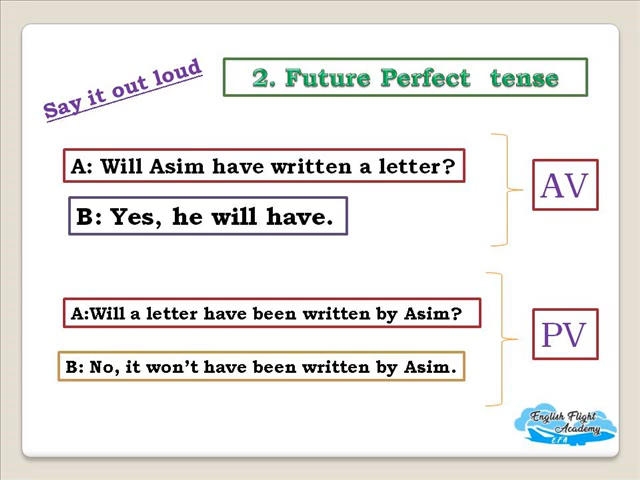 Say it out loud
2. Future Perfect tense
A: Will Asim have written a letter?
B: Yes, he will have.
AV
A:Will a letter have been written by Asim?
B: No, it won’t have been written by Asim.
PV
English Flight
Academy
E F A